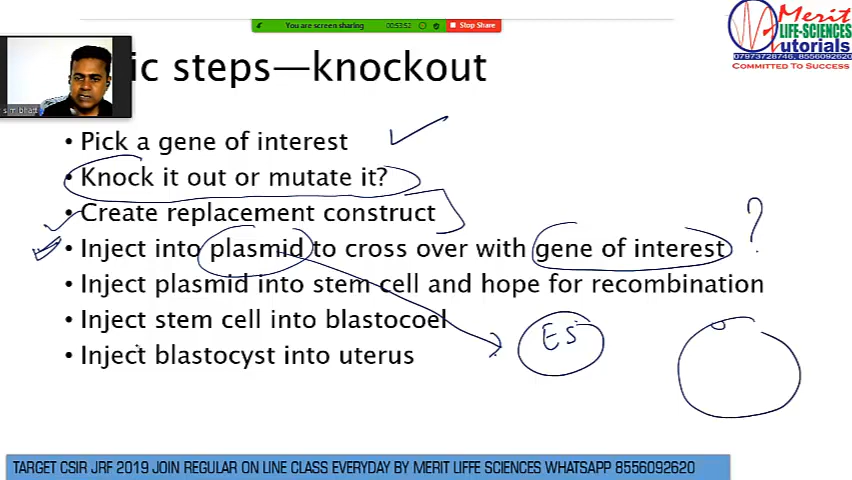 You are screen sharing 00:53:52 Stop Share
Merit
LIFE-SCIENCES
utorials
07973728746, 8556092620
COMMITTED TO SUCCESS
ic steps—knockout
• Pick a gene of interest
• Knock it out or mutate it?
• Create replacement construct
• Inject into plasmid to cross over with gene of interest ?
• Inject plasmid into stem cell and hope for recombination
• Inject stem cell into blastocoel
ES
• Inject blastocyst into uterus
TARGET CSIR JRF 2019 JOIN REGULAR ON LINE CLASS EVERYDAY BY MERIT LIFFE SCIENCES WHATSAPP 8556092620